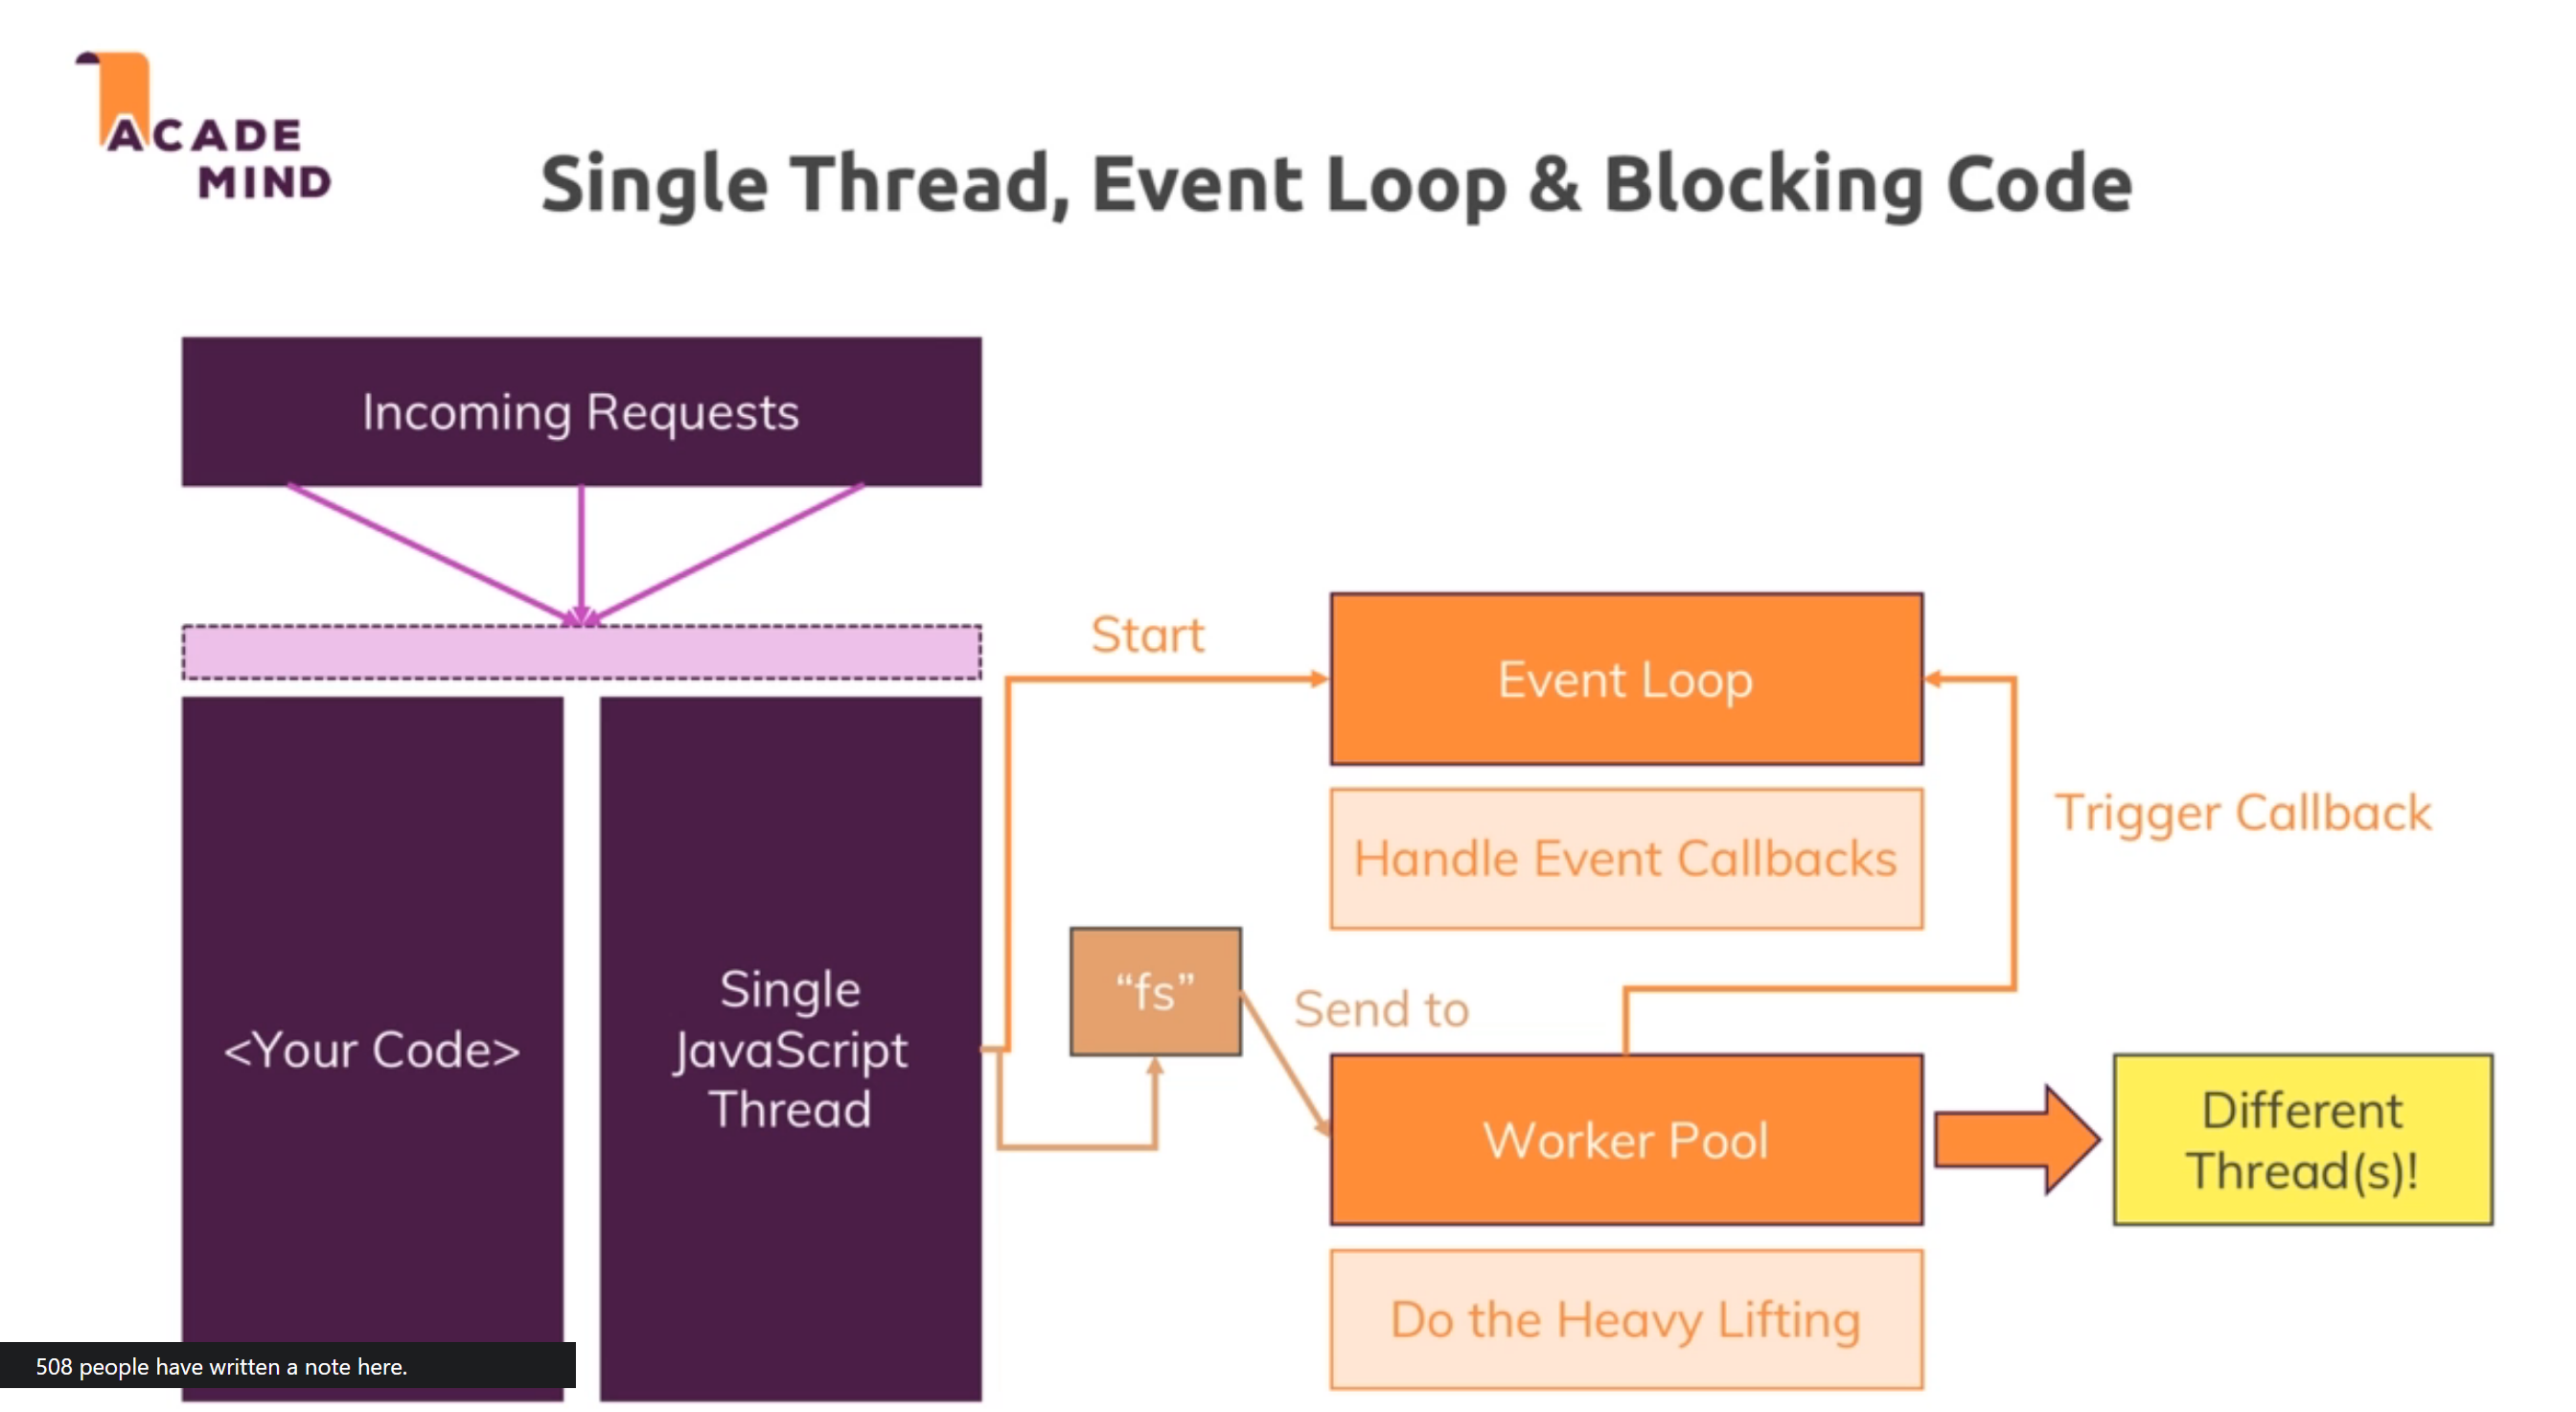 ACADE
MIND
Single Thread, Event Loop & Blocking Code
Incoming Requests
Start
Event Loop
Handle Event Callbacks
Trigger Callback
“fs”
Send to
<Your Code>
Single
JavaScript
Thread
Worker Pool
Different
Thread(s)!
Do the Heavy Lifting
508 people have written a note here.